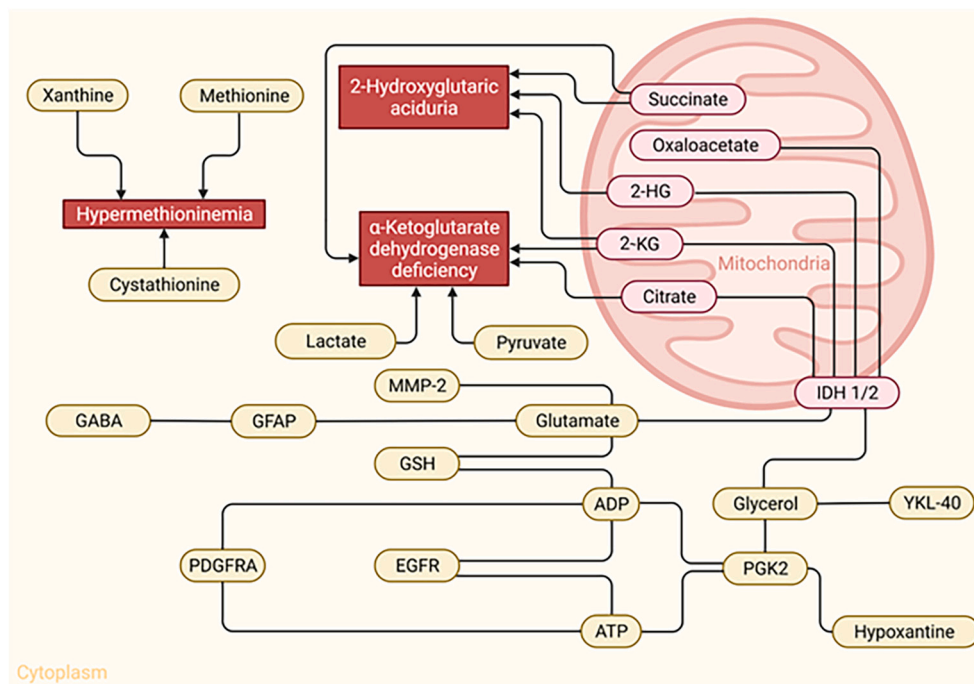 Xanthine
Methionine
Hypermethioninemia
Cystathionine
2-Hydroxyglutaric
aciduria
α-Ketoglutarate
dehydrogenase
deficiency
Lactate
Pyruvate
Succinate
Oxaloacetate
2-HG
2-KG
Mitochondria
Citrate
IDH 1/2
MMP-2
GABA
GFAP
Glutamate
GSH
ADP
Glycerol
YKL-40
PDGFRA
EGFR
PGK2
ATP
Hypoxantine
Cytoplasm